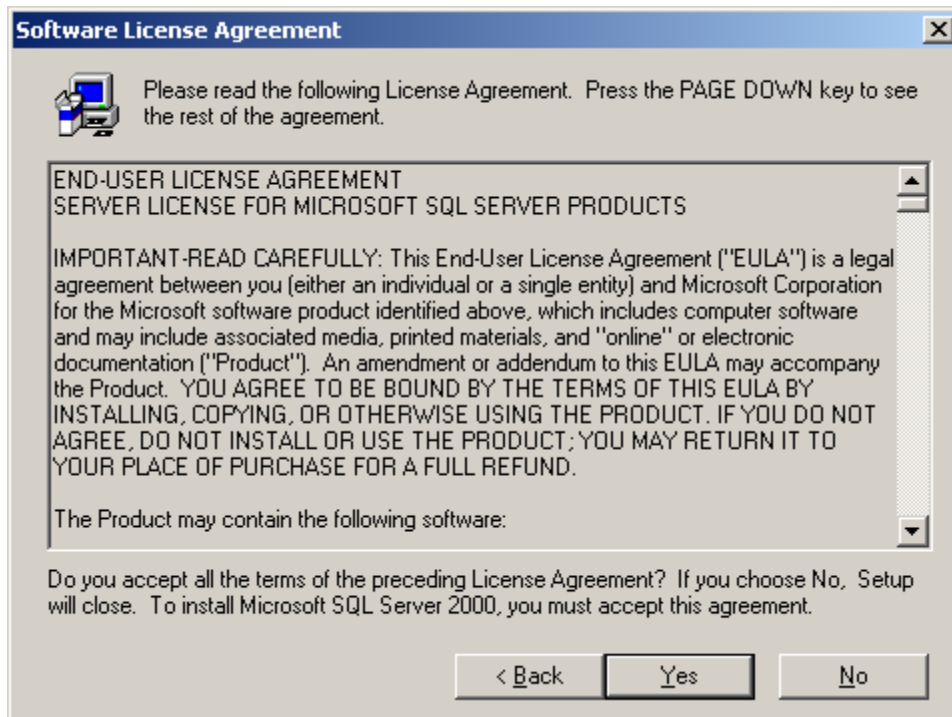 Software License Agreement
Please read the following License Agreement.  Press the PAGE DOWN key to see
the rest of the agreement.
END-USER LICENSE AGREEMENT
SERVER LICENSE FOR MICROSOFT SQL SERVER PRODUCTS
IMPORTANT-READ CAREFULLY: This End-User License Agreement ("EULA") is a legal
agreement between you (either an individual or a single entity) and Microsoft Corporation
for the Microsoft software product identified above, which includes computer software
and may include associated media, printed materials, and "online" or electronic
documentation ("Product").  An amendment or addendum to this EULA may accompany
the Product.  YOU AGREE TO BE BOUND BY THE TERMS OF THIS EULA BY
INSTALLING, COPYING, OR OTHERWISE USING THE PRODUCT. IF YOU DO NOT
AGREE, DO NOT INSTALL OR USE THE PRODUCT; YOU MAY RETURN IT TO
YOUR PLACE OF PURCHASE FOR A FULL REFUND.
The Product may contain the following software:
Do you accept all the terms of the preceding License Agreement?  If you choose No,  Setup
will close.  To install Microsoft SQL Server 2000, you must accept this agreement.
< Back
Yes
No